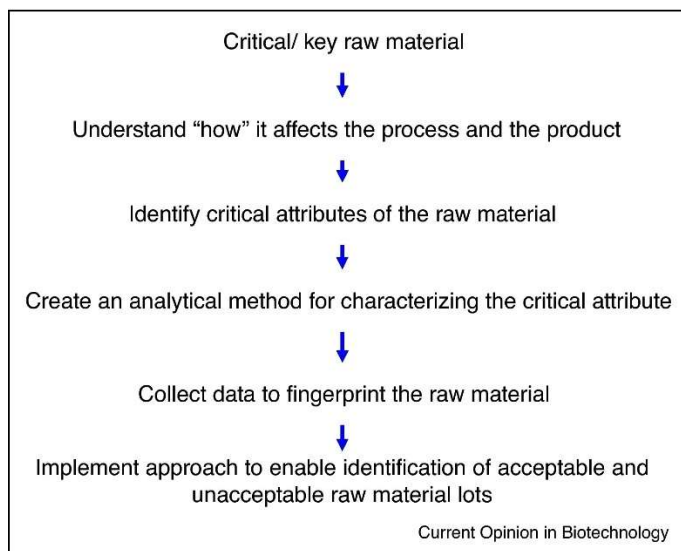 Critical/ key raw material
Understand “how” it affects the process and the product
Identify critical attributes of the raw material
Create an analytical method for characterizing the critical attribute
Collect data to fingerprint the raw material
Implement approach to enable identification of acceptable and
unacceptable raw material lots
Current Opinion in Biotechnology